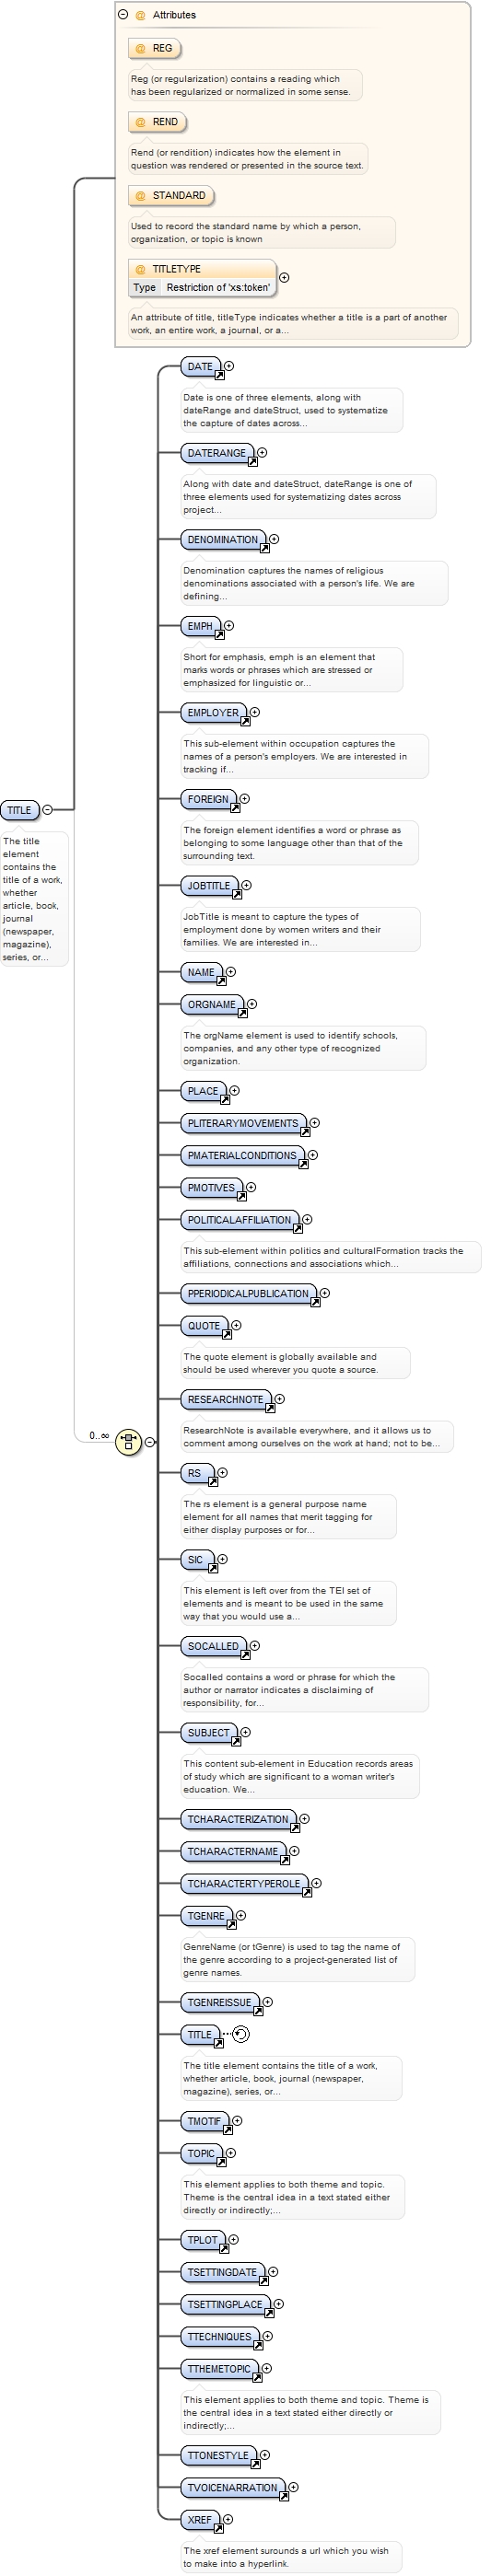 Attributes
@ REG
Reg (or regularization) contains a reading which
has been regularized or normalized in some sense.
@ REND
Rend (or rendition) indicates how the element in
question was rendered or presented in the source text.
@ STANDARD
Used to record the standard name by which a person,
organization, or topic is known
@ TITLETYPE
Type Restriction of 'xs:token'
An attribute of title, titleType indicates whether a title is a part of another
work, an entire work, a journal, or a...
TITLE
The title
element
contains the
title of a work,
whether
article, book,
journal
(newspaper,
magazine),
series, or...
0..∞
DATE
Date is one of three elements, along with
dateRange and dateStruct, used to systematize
the capture of dates across...
DATERANGE
Along with date and dateStruct, dateRange is one of
three elements used for systematizing dates across
project...
DENOMINATION
Denomination captures the names of religious
denominations associated with a person's life. We are
defining...
EMPH
Short for emphasis, emph is an element that
marks words or phrases which are stressed or
emphasized for linguistic or...
EMPLOYER
This sub-element within occupation captures the
names of a person's employers. We are interested in
tracking if...
FOREIGN
The foreign element identifies a word or phrase as
belonging to some language other than that of the
surrounding text.
JOBTITLE
JobTitle is meant to capture the types of
employment done by women writers and their
families. We are interested in...
NAME
ORGNAME
The orgName element is used to identify schools,
companies, and any other type of recognized
organization.
PLACE
PLITERARYMOVEMENTS
PMATERIALCONDITIONS
PMOTIVES
POLITICALAFFILIATION
This sub-element within politics and culturalFormation tracks the
affiliations, connections and associations which...
PPERIODICALPUBLICATION
QUOTE
The quote element is globally available and
should be used wherever you quote a source.
RESEARCHNOTE
ResearchNote is available everywhere, and it allows us to
comment among ourselves on the work at hand; not to be...
RS
The rs element is a general purpose name
element for all names that merit tagging for
either display purposes or for...
SIC
This element is left over from the TEI set of
elements and is meant to be used in the same
way that you would use a...
SOCALLED
Socalled contains a word or phrase for which the
author or narrator indicates a disclaiming of
responsibility, for...
SUBJECT
This content sub-element in Education records areas
of study which are significant to a woman writer's
education. We...
TCHARACTERIZATION
TCHARACTERNAME
TCHARACTERTYPEROLE
TGENRE
GenreName (or tGenre) is used to tag the name of
the genre according to a project-generated list of
genre names.
TGENREISSUE
TITLE
The title element contains the title of a work,
whether article, book, journal (newspaper,
magazine), series, or...
TMOTIF
TOPIC
This element applies to both theme and topic.
Theme is the central idea in a text stated either
directly or indirectly;...
TPLOT
TSETTINGDATE
TSETTINGPLACE
TTECHNIQUES
TTHEMETOPIC
This element applies to both theme and topic. Theme is
the central idea in a text stated either directly or
indirectly;...
TTONESTYLE
TVOICENARRATION
XREF
The xref element surounds a url which you wish
to make into a hyperlink.